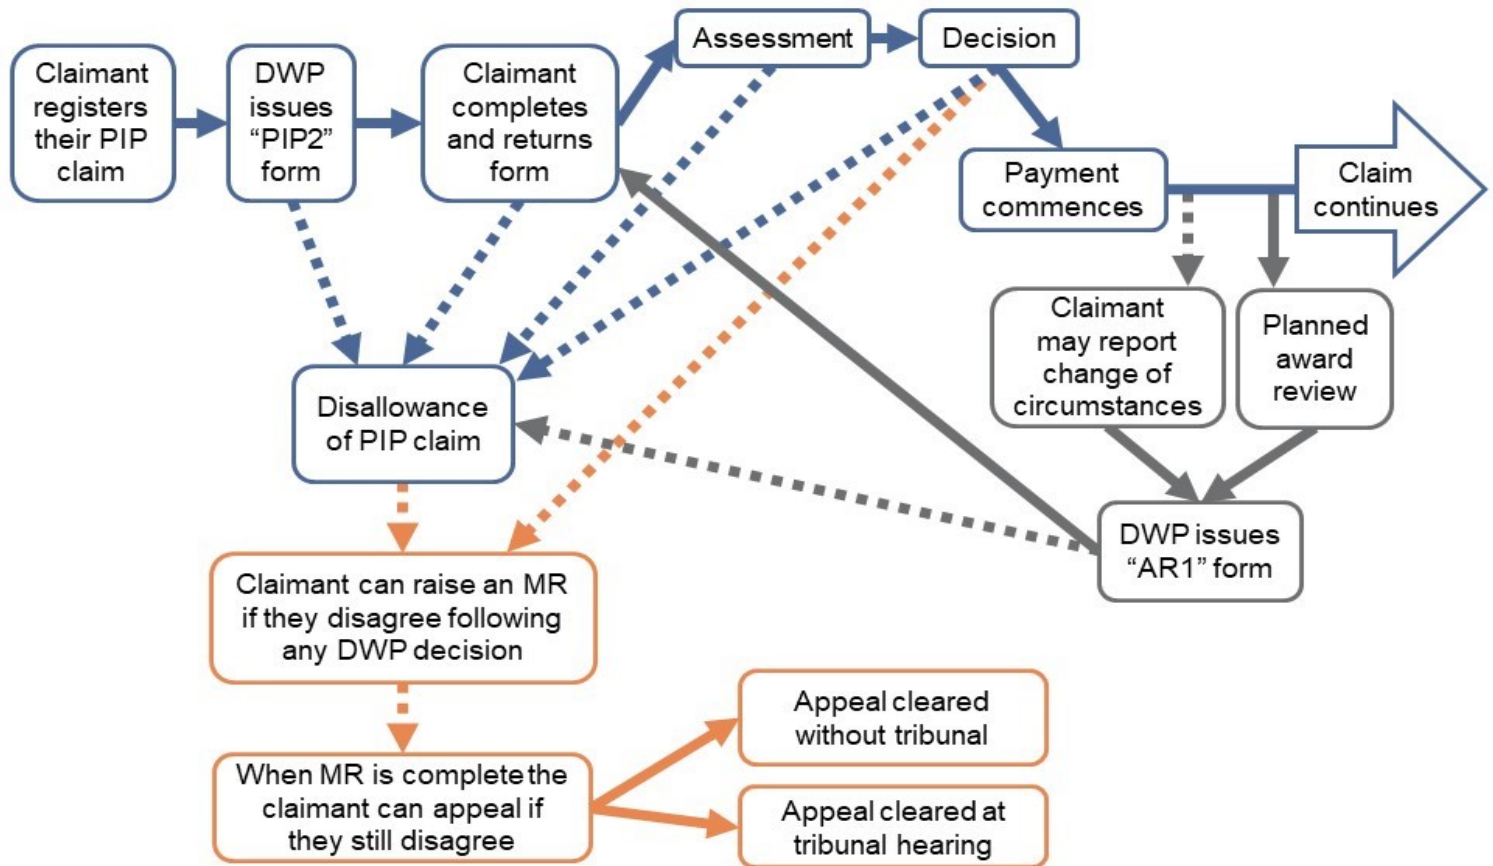 Claimant
registers
their PIP
claim
DWP
issues
“PIP2”
form
Claimant
completes
and returns
form
Assessment
Decision
Payment
commences
Claim
continues
Claimant
may report
change of
circumstances
Planned
award
review
Disallowance
of PIP claim
DWP issues
“AR1” form
Claimant can raise an MR
if they disagree following
any DWP decision
When MR is complete the
claimant can appeal if
they still disagree
Appeal cleared
without tribunal
Appeal cleared at
tribunal hearing